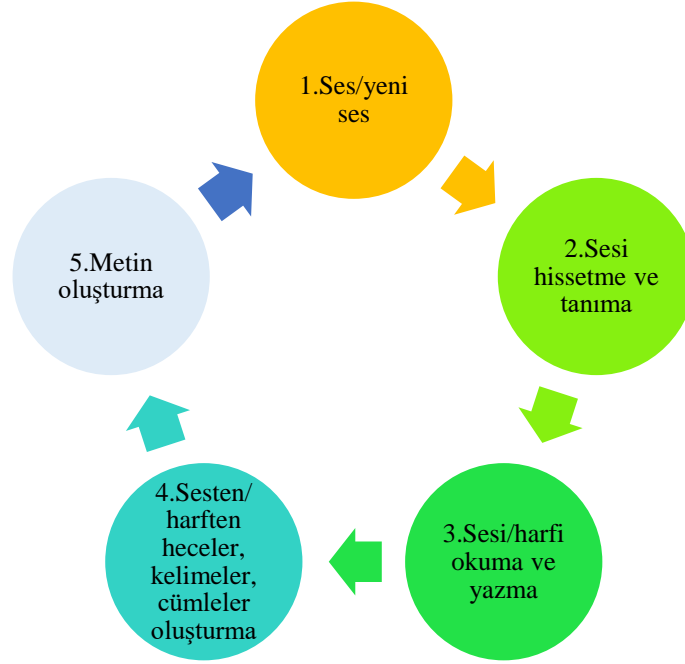 1.Ses/yeni
ses
2.Sesi
hissetme ve
tanıma
3.Sesi/harfi
okuma ve
yazma
4.Sesten/
harften
heceler,
kelimeler,
cümleler
oluşturma
5.Metin
oluşturma